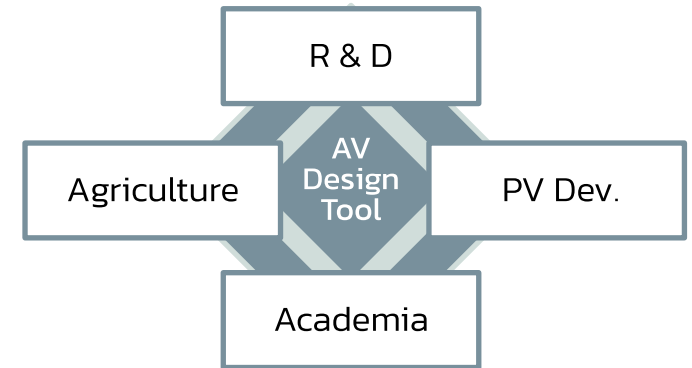 R & D
AV
Design
Tool
Agriculture
PV Dev.
Academia